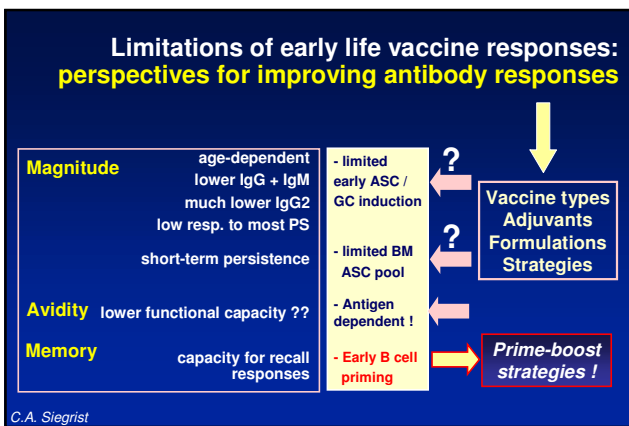 Limitations of early life vaccine responses:
perspectives for improving antibody responses
Magnitude
age-dependent
lower IgG + IgM
much lower IgG2
low resp. to most PS
short-term persistence
Avidity lower functional capacity ??
Memory
capacity for recall
responses
- limited
early ASC /
GC induction
- limited BM
ASC pool
- Antigen
dependent !
- Early B cell
priming
?
?
Vaccine types
Adjuvants
Formulations
Strategies
Prime-boost
strategies !
C.A. Siegrist